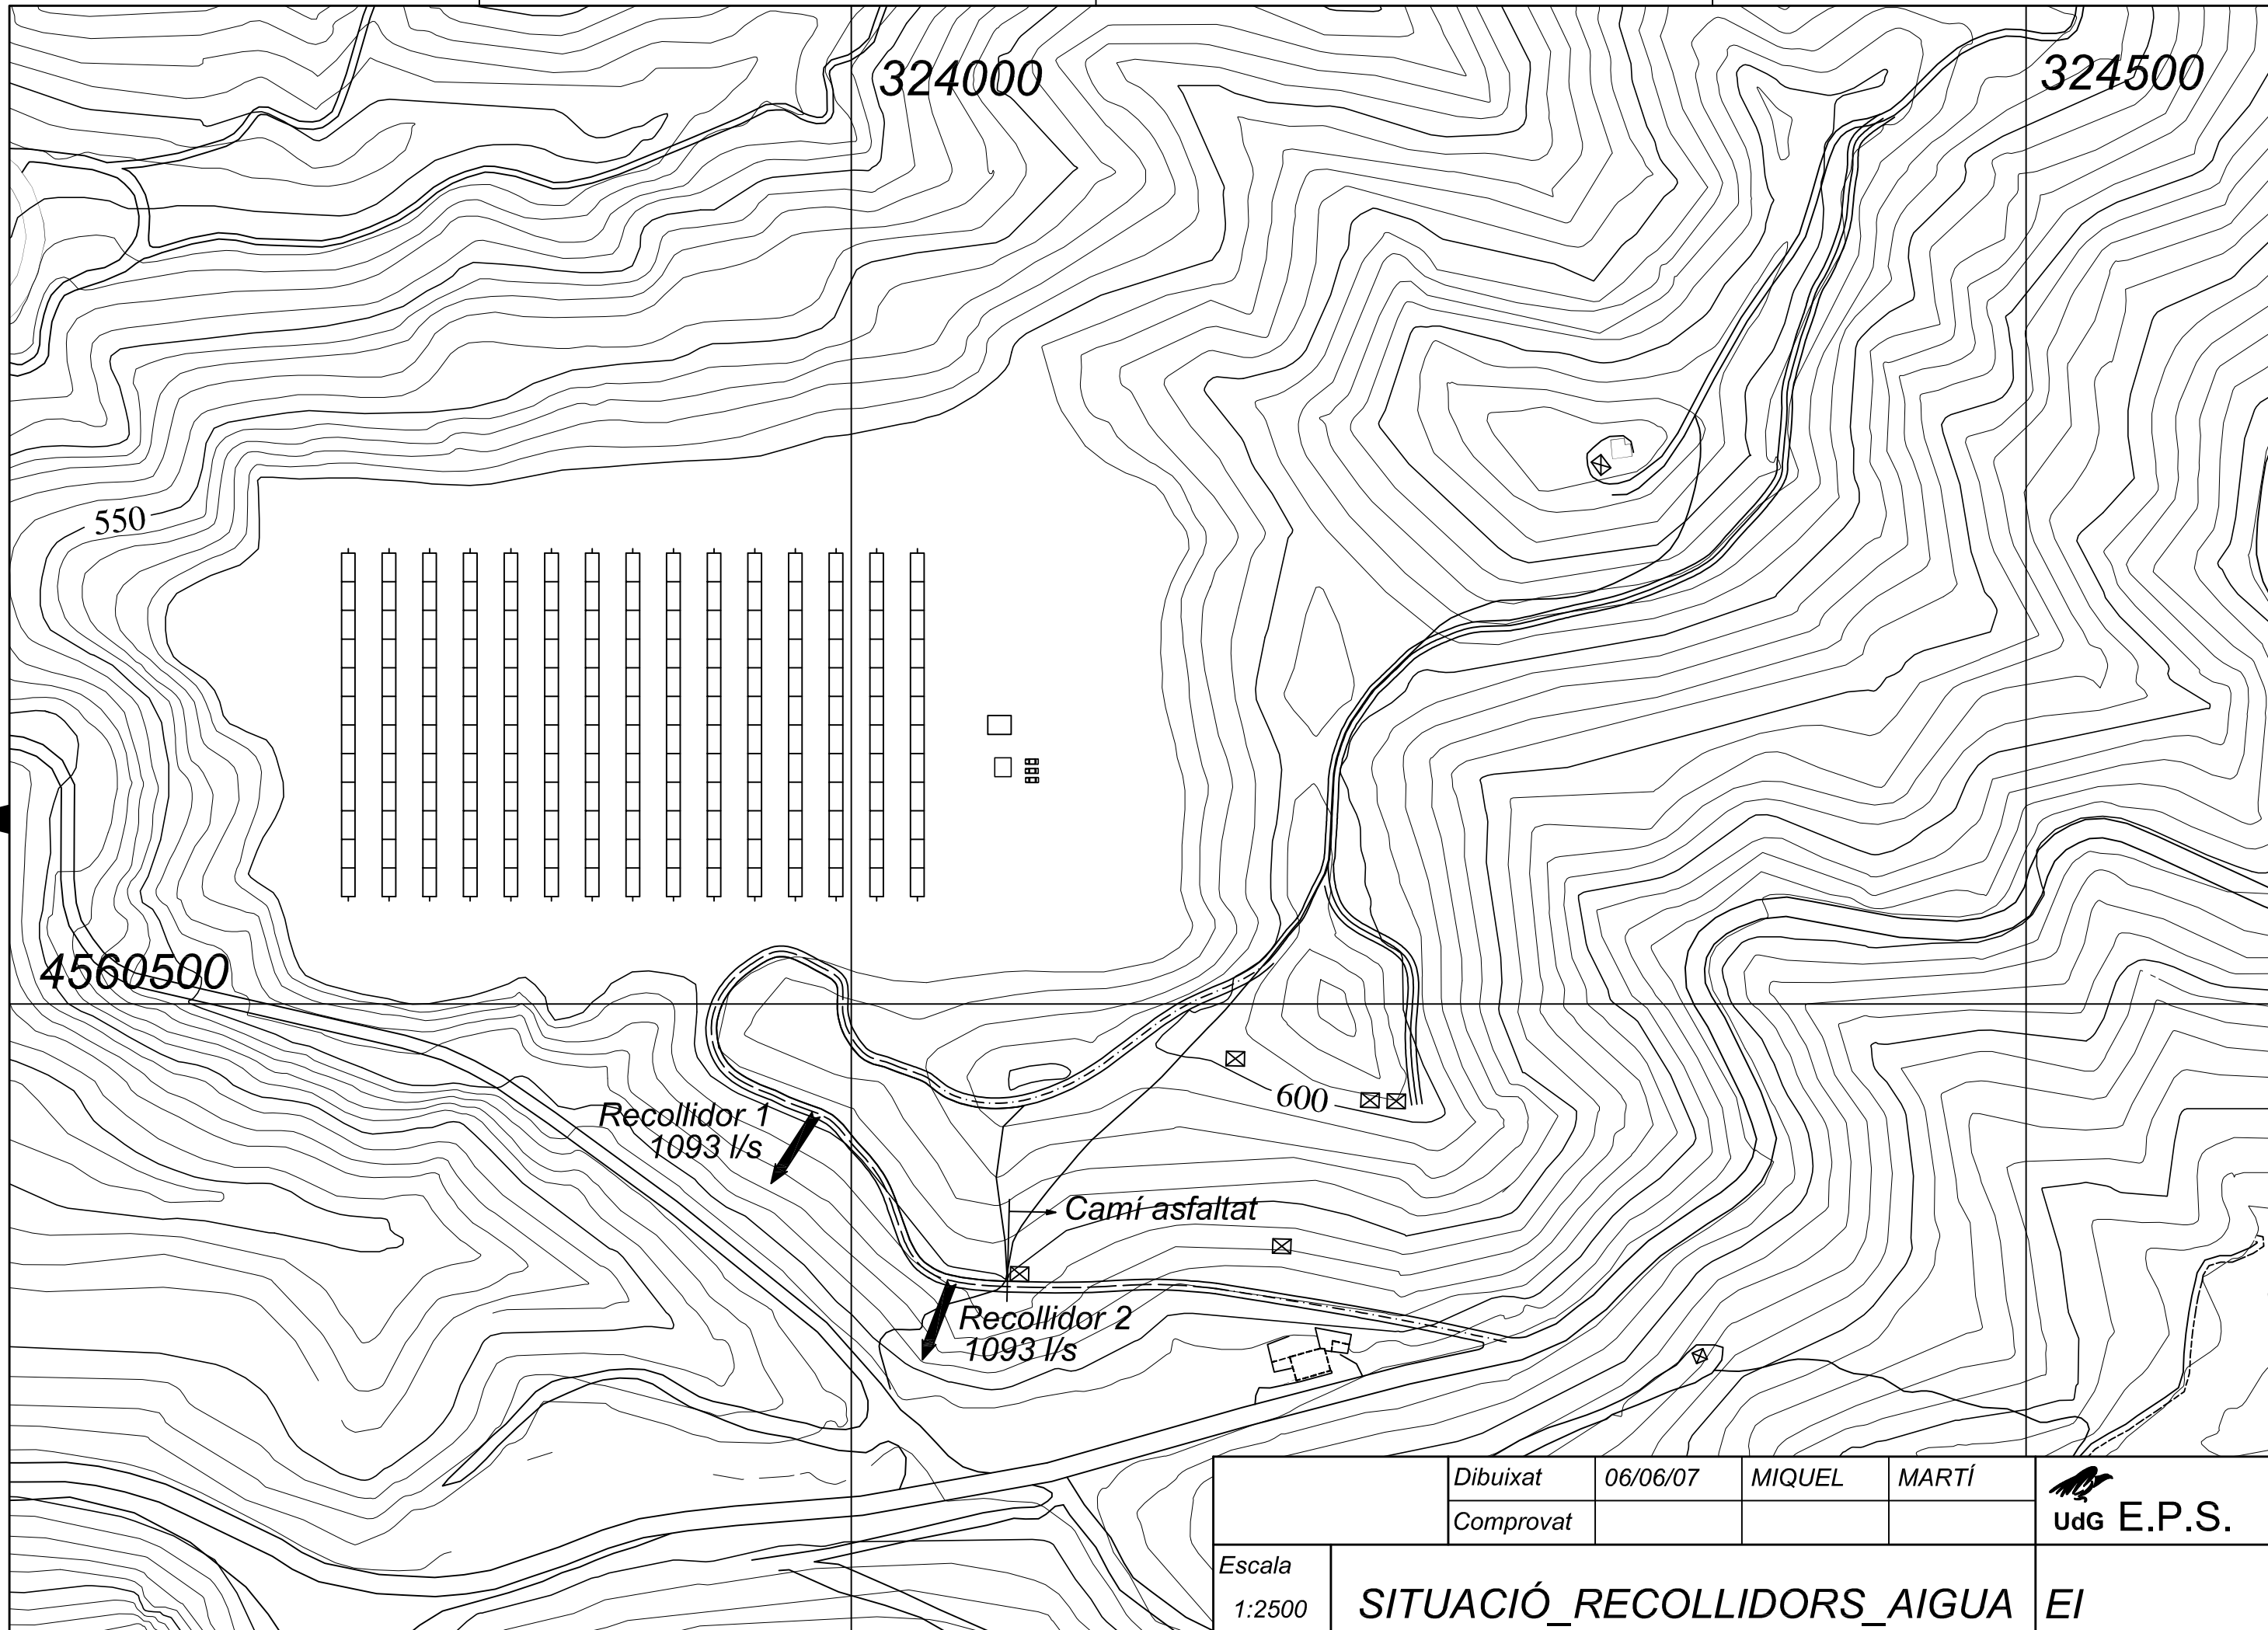 324000
324500
550
4560500
600
Recollidor 1
1093 l/s
Camí asfaltat
Recollidor 2
1093 l/s
Dibuixat 06/06/07 MIQUEL MARTÍ
Comprovat
UdG E.P.S.
Escala
1:2500
SITUACIÓ_RECOLLIDORS_AIGUA
EI